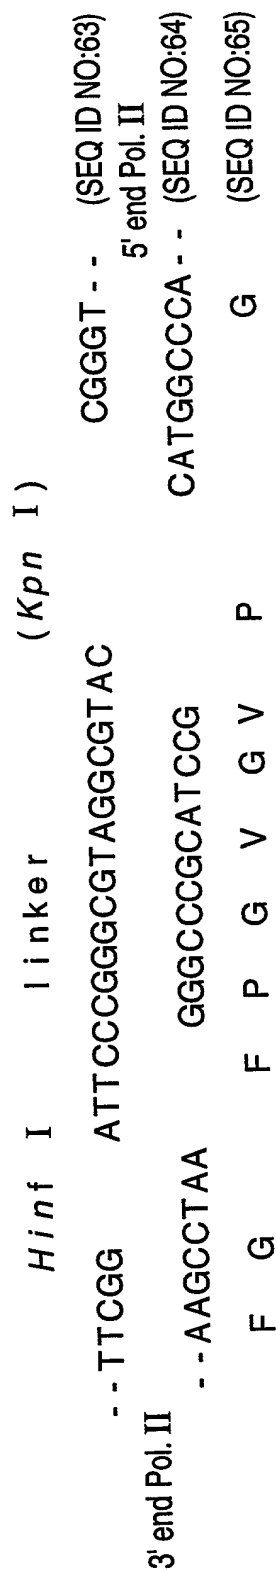 Hinf I linker (Kpn I)
--TTCGG ATTCCCGGGCGTAGGCGTAC CGGGT-- (SEQ ID NO:63)
3' end Pol. II 5' end Pol. II
--AAGCCTAA GGGCCCGCATCCG CATGGCCCA-- (SEQ ID NO:64)
F G F P G V G V P G (SEQ ID NO:65)